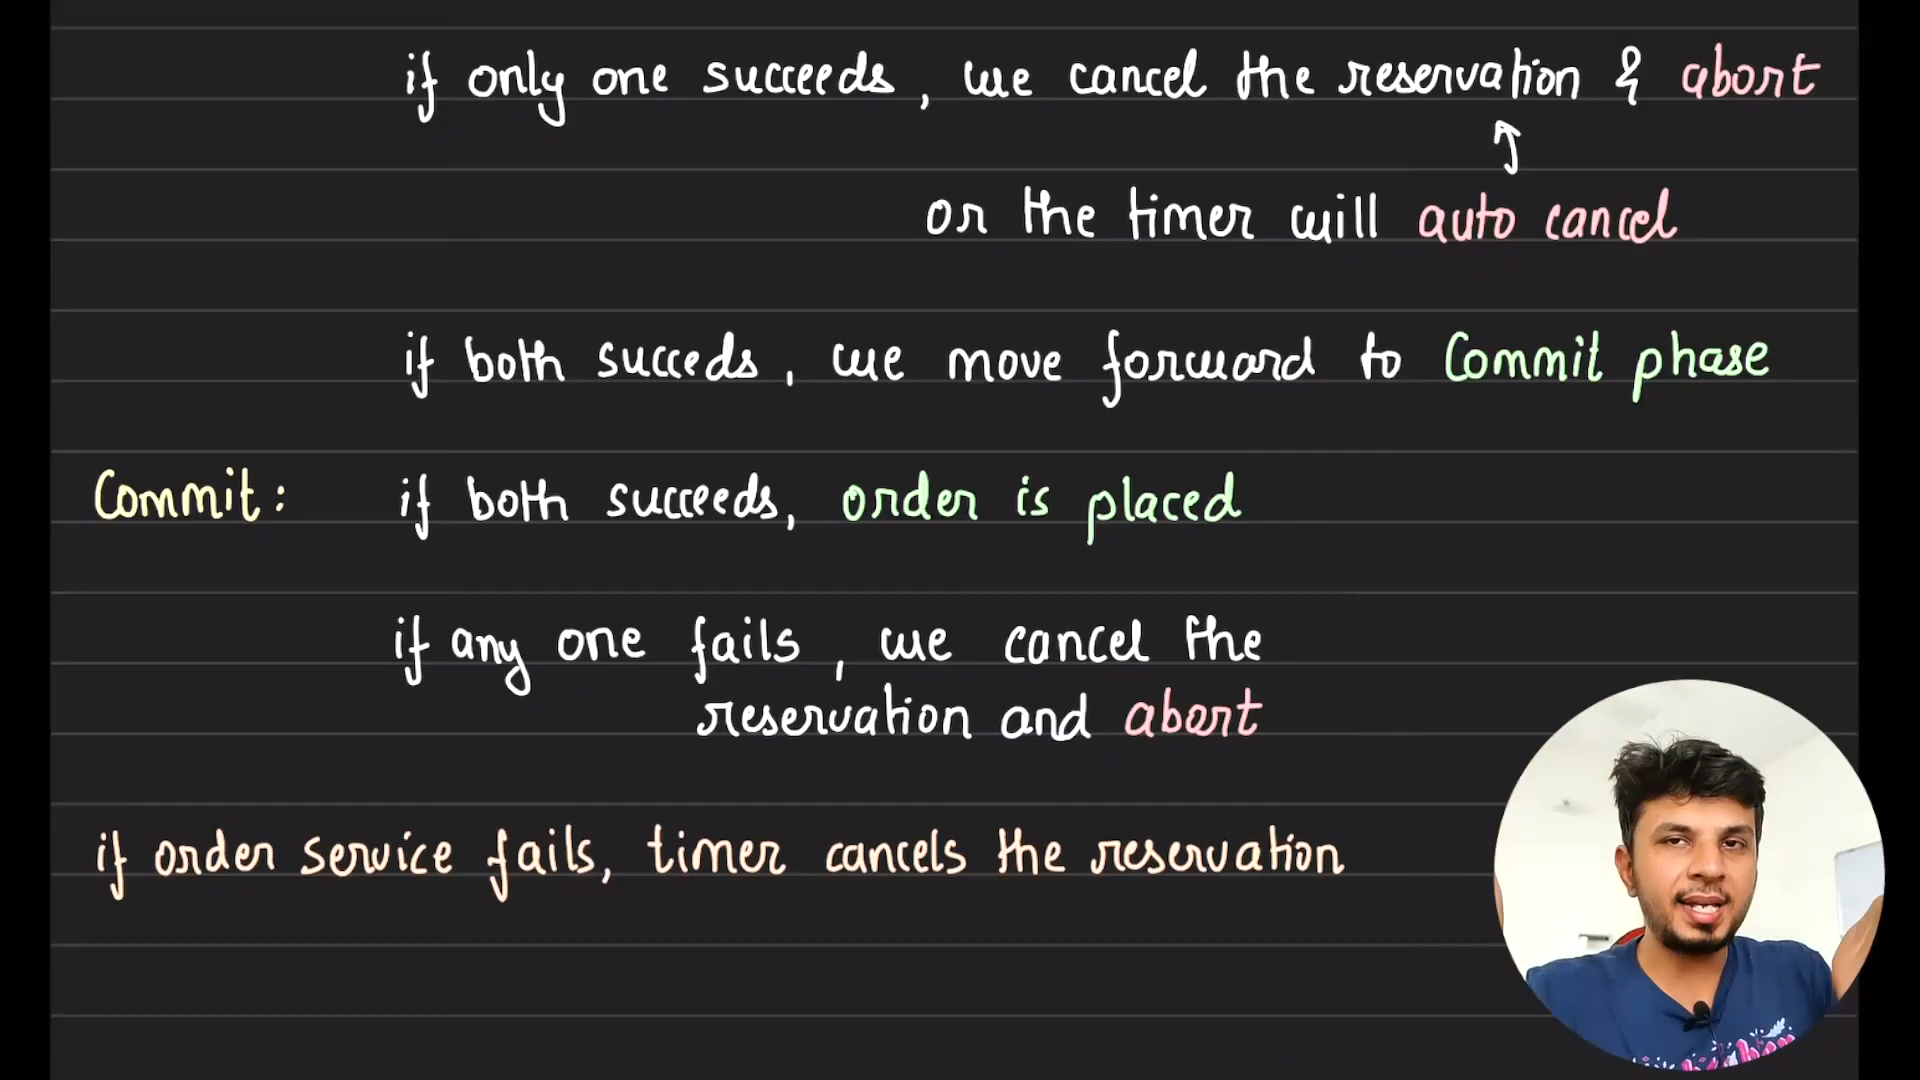 if only one succeeds, we cancel the reservation & abort
or the timer will auto cancel
if both succeds, we move forward to Commit phase
Commit: if both succeeds, order is placed
if any one fails, we cancel the
reservation and abort
if order service fails, timer cancels the reservation